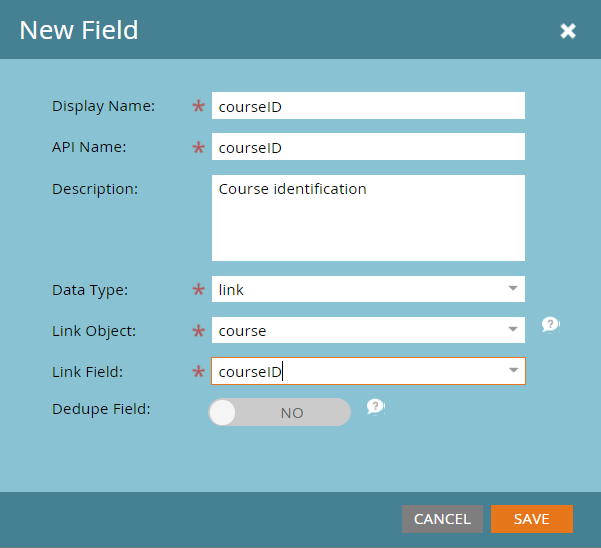 New Field
Display Name: * courseID
API Name: * courseID
Description: Course identification
Data Type: * link
Link Object: * course ?
Link Field: * courseID
Dedupe Field: NO ?
CANCEL SAVE